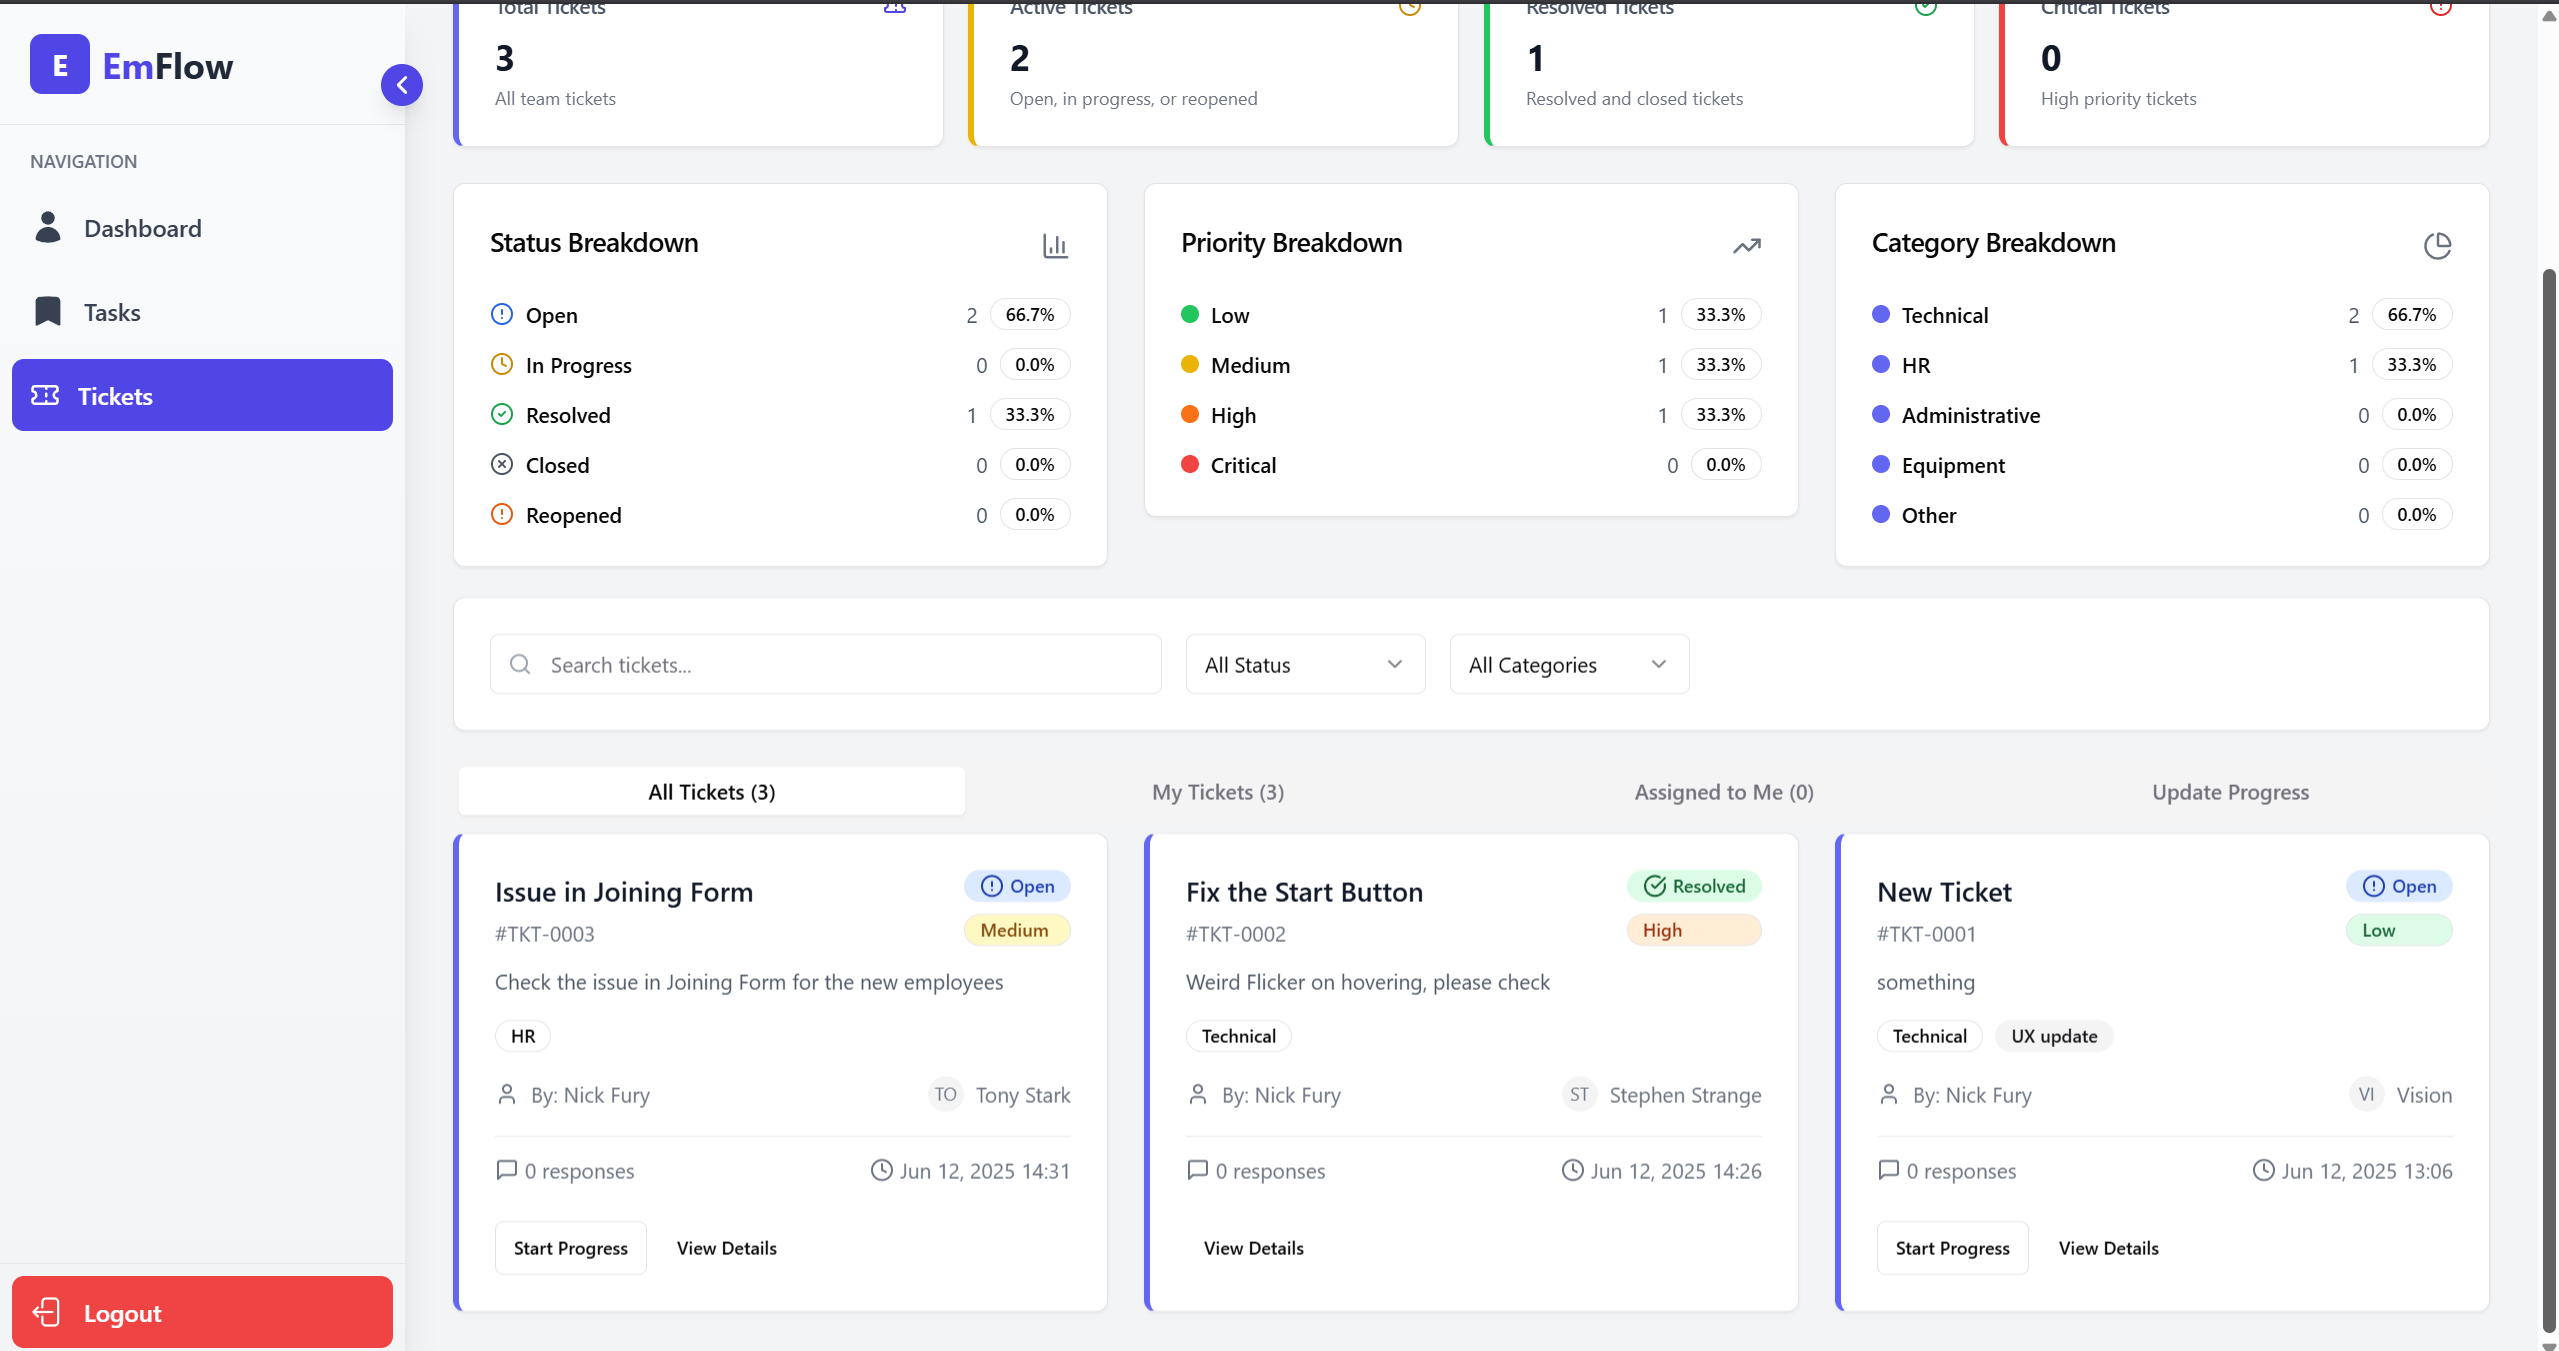 E EmFlow
NAVIGATION
Dashboard
Tasks
Tickets
Logout
Total Tickets
3
All team tickets
Active Tickets
2
Open, in progress, or reopened
Resolved Tickets
1
Resolved and closed tickets
Critical Tickets
0
High priority tickets
Status Breakdown
Open 2 66.7%
In Progress 0 0.0%
Resolved 1 33.3%
Closed 0 0.0%
Reopened 0 0.0%
Priority Breakdown
Low 1 33.3%
Medium 1 33.3%
High 1 33.3%
Critical 0 0.0%
Category Breakdown
Technical 2 66.7%
HR 1 33.3%
Administrative 0 0.0%
Equipment 0 0.0%
Other 0 0.0%
Search tickets...
All Status
All Categories
All Tickets (3)
My Tickets (3)
Assigned to Me (0)
Update Progress
Issue in Joining Form
Open
#TKT-0003
Medium
Check the issue in Joining Form for the new employees
HR
By: Nick Fury
TO Tony Stark
0 responses
Jun 12, 2025 14:31
Start Progress
View Details
Fix the Start Button
Resolved
#TKT-0002
High
Weird Flicker on hovering, please check
Technical
By: Nick Fury
ST Stephen Strange
0 responses
Jun 12, 2025 14:26
View Details
New Ticket
Open
#TKT-0001
Low
something
Technical
UX update
By: Nick Fury
VI Vision
0 responses
Jun 12, 2025 13:06
Start Progress
View Details